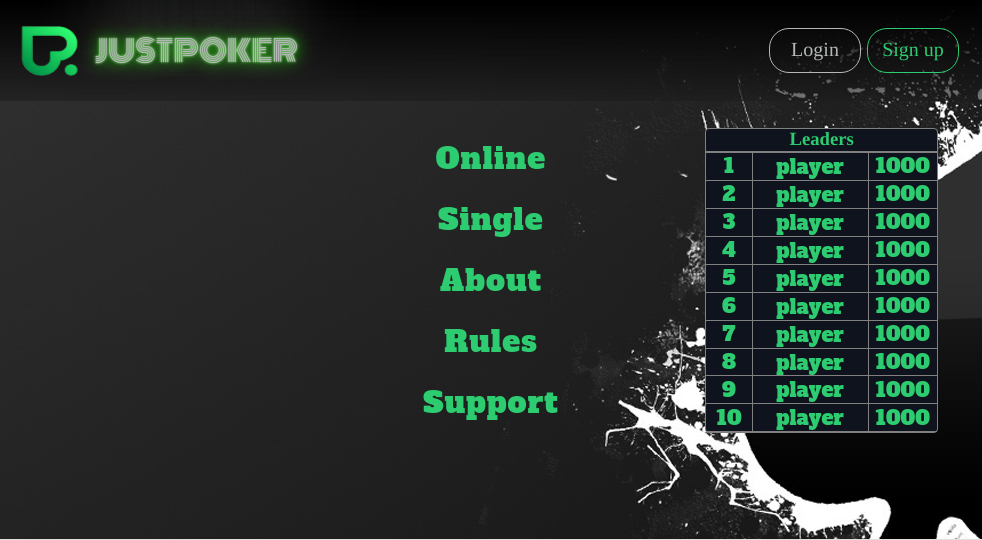 JUSTPOKER
Login
Sign up
Online
Single
About
Rules
Support
Leaders
1 player 1000
2 player 1000
3 player 1000
4 player 1000
5 player 1000
6 player 1000
7 player 1000
8 player 1000
9 player 1000
10 player 1000